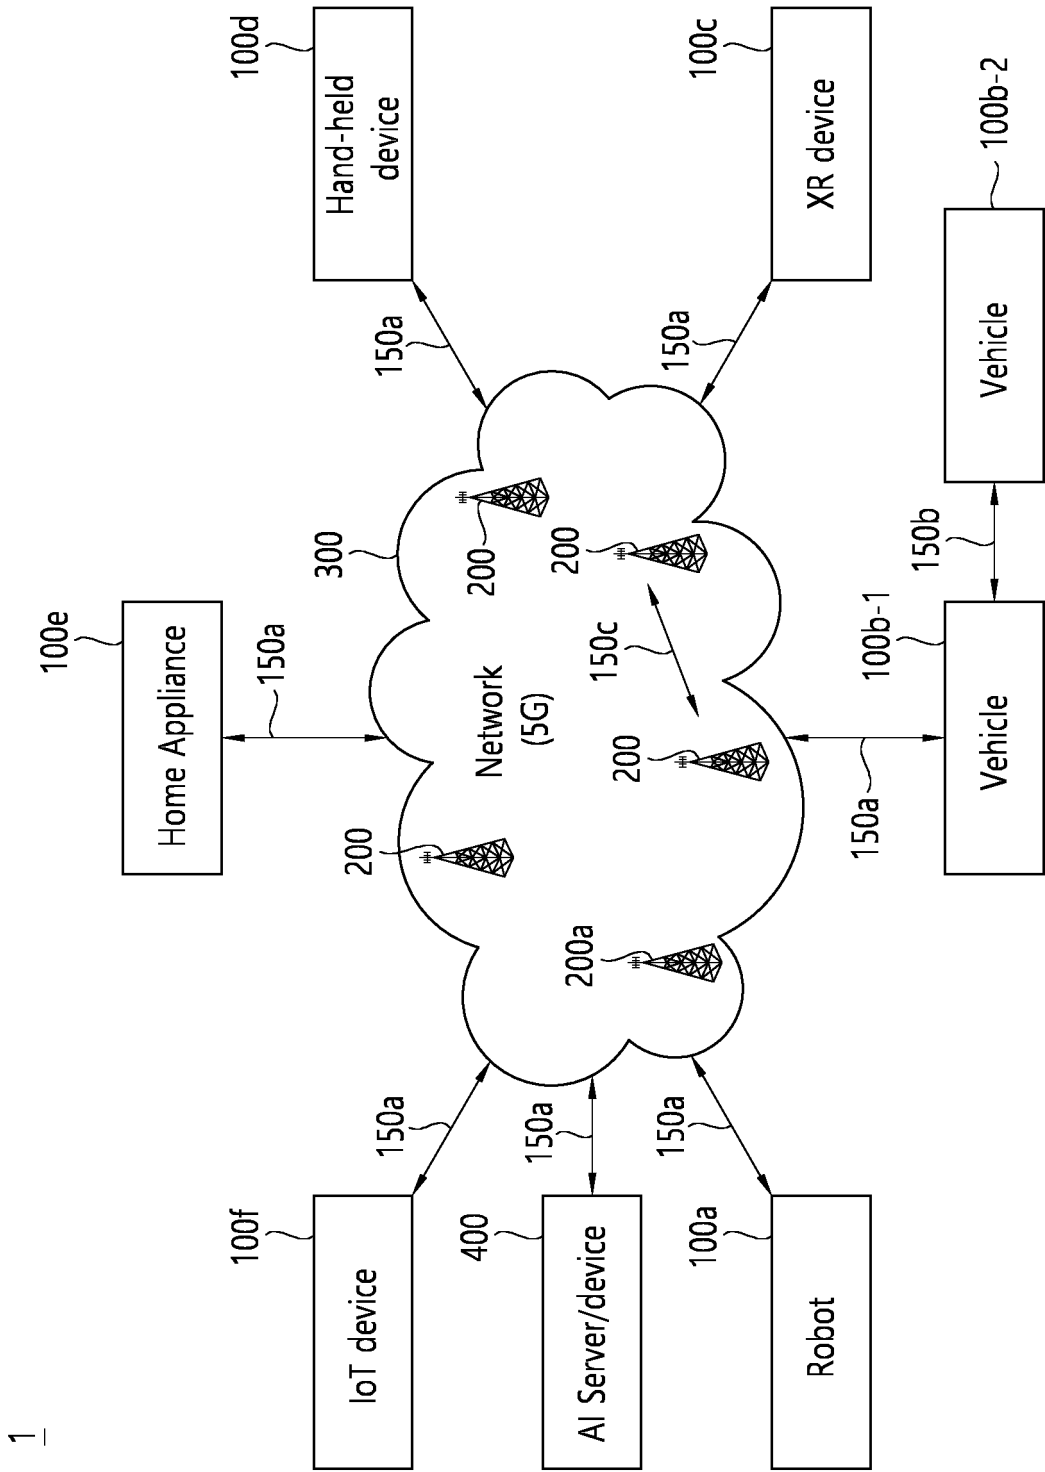 1
100e
Home Appliance
150a
100f
IoT device
150a
300
150a
100d
Hand-held
device
400
AI Server/device
150a
200
Network
(5G)
200
200a
200
150c
200
100a
Robot
150a
150a
100c
XR device
150a
100b-1
Vehicle
150b
100b-2
Vehicle